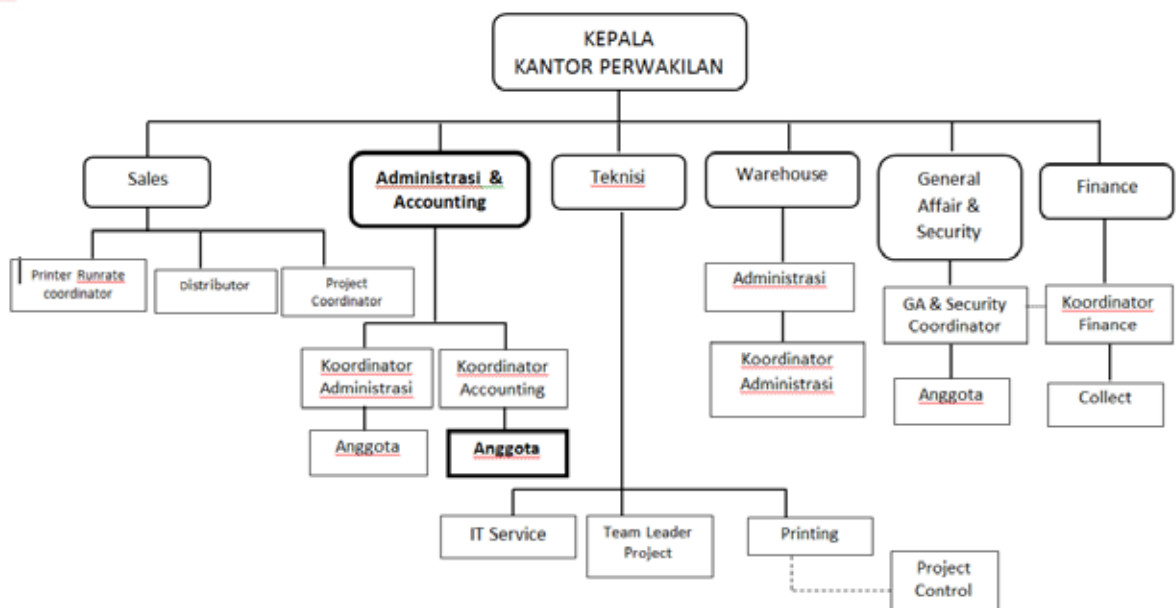 KEPALA
KANTOR PERWAKILAN
Sales
Administrasi &
Accounting
Teknisi
Warehouse
General
Affair &
Security
Finance
Printer Runrate
coordinator
Distributor
Project
Coordinator
Administrasi
GA & Security
Coordinator
Koordinator
Finance
Koordinator
Administrasi
Koordinator
Accounting
Koordinator
Administrasi
Anggota
Collect
Anggota
Anggota
IT Service
Team Leader
Project
Printing
Project
Control